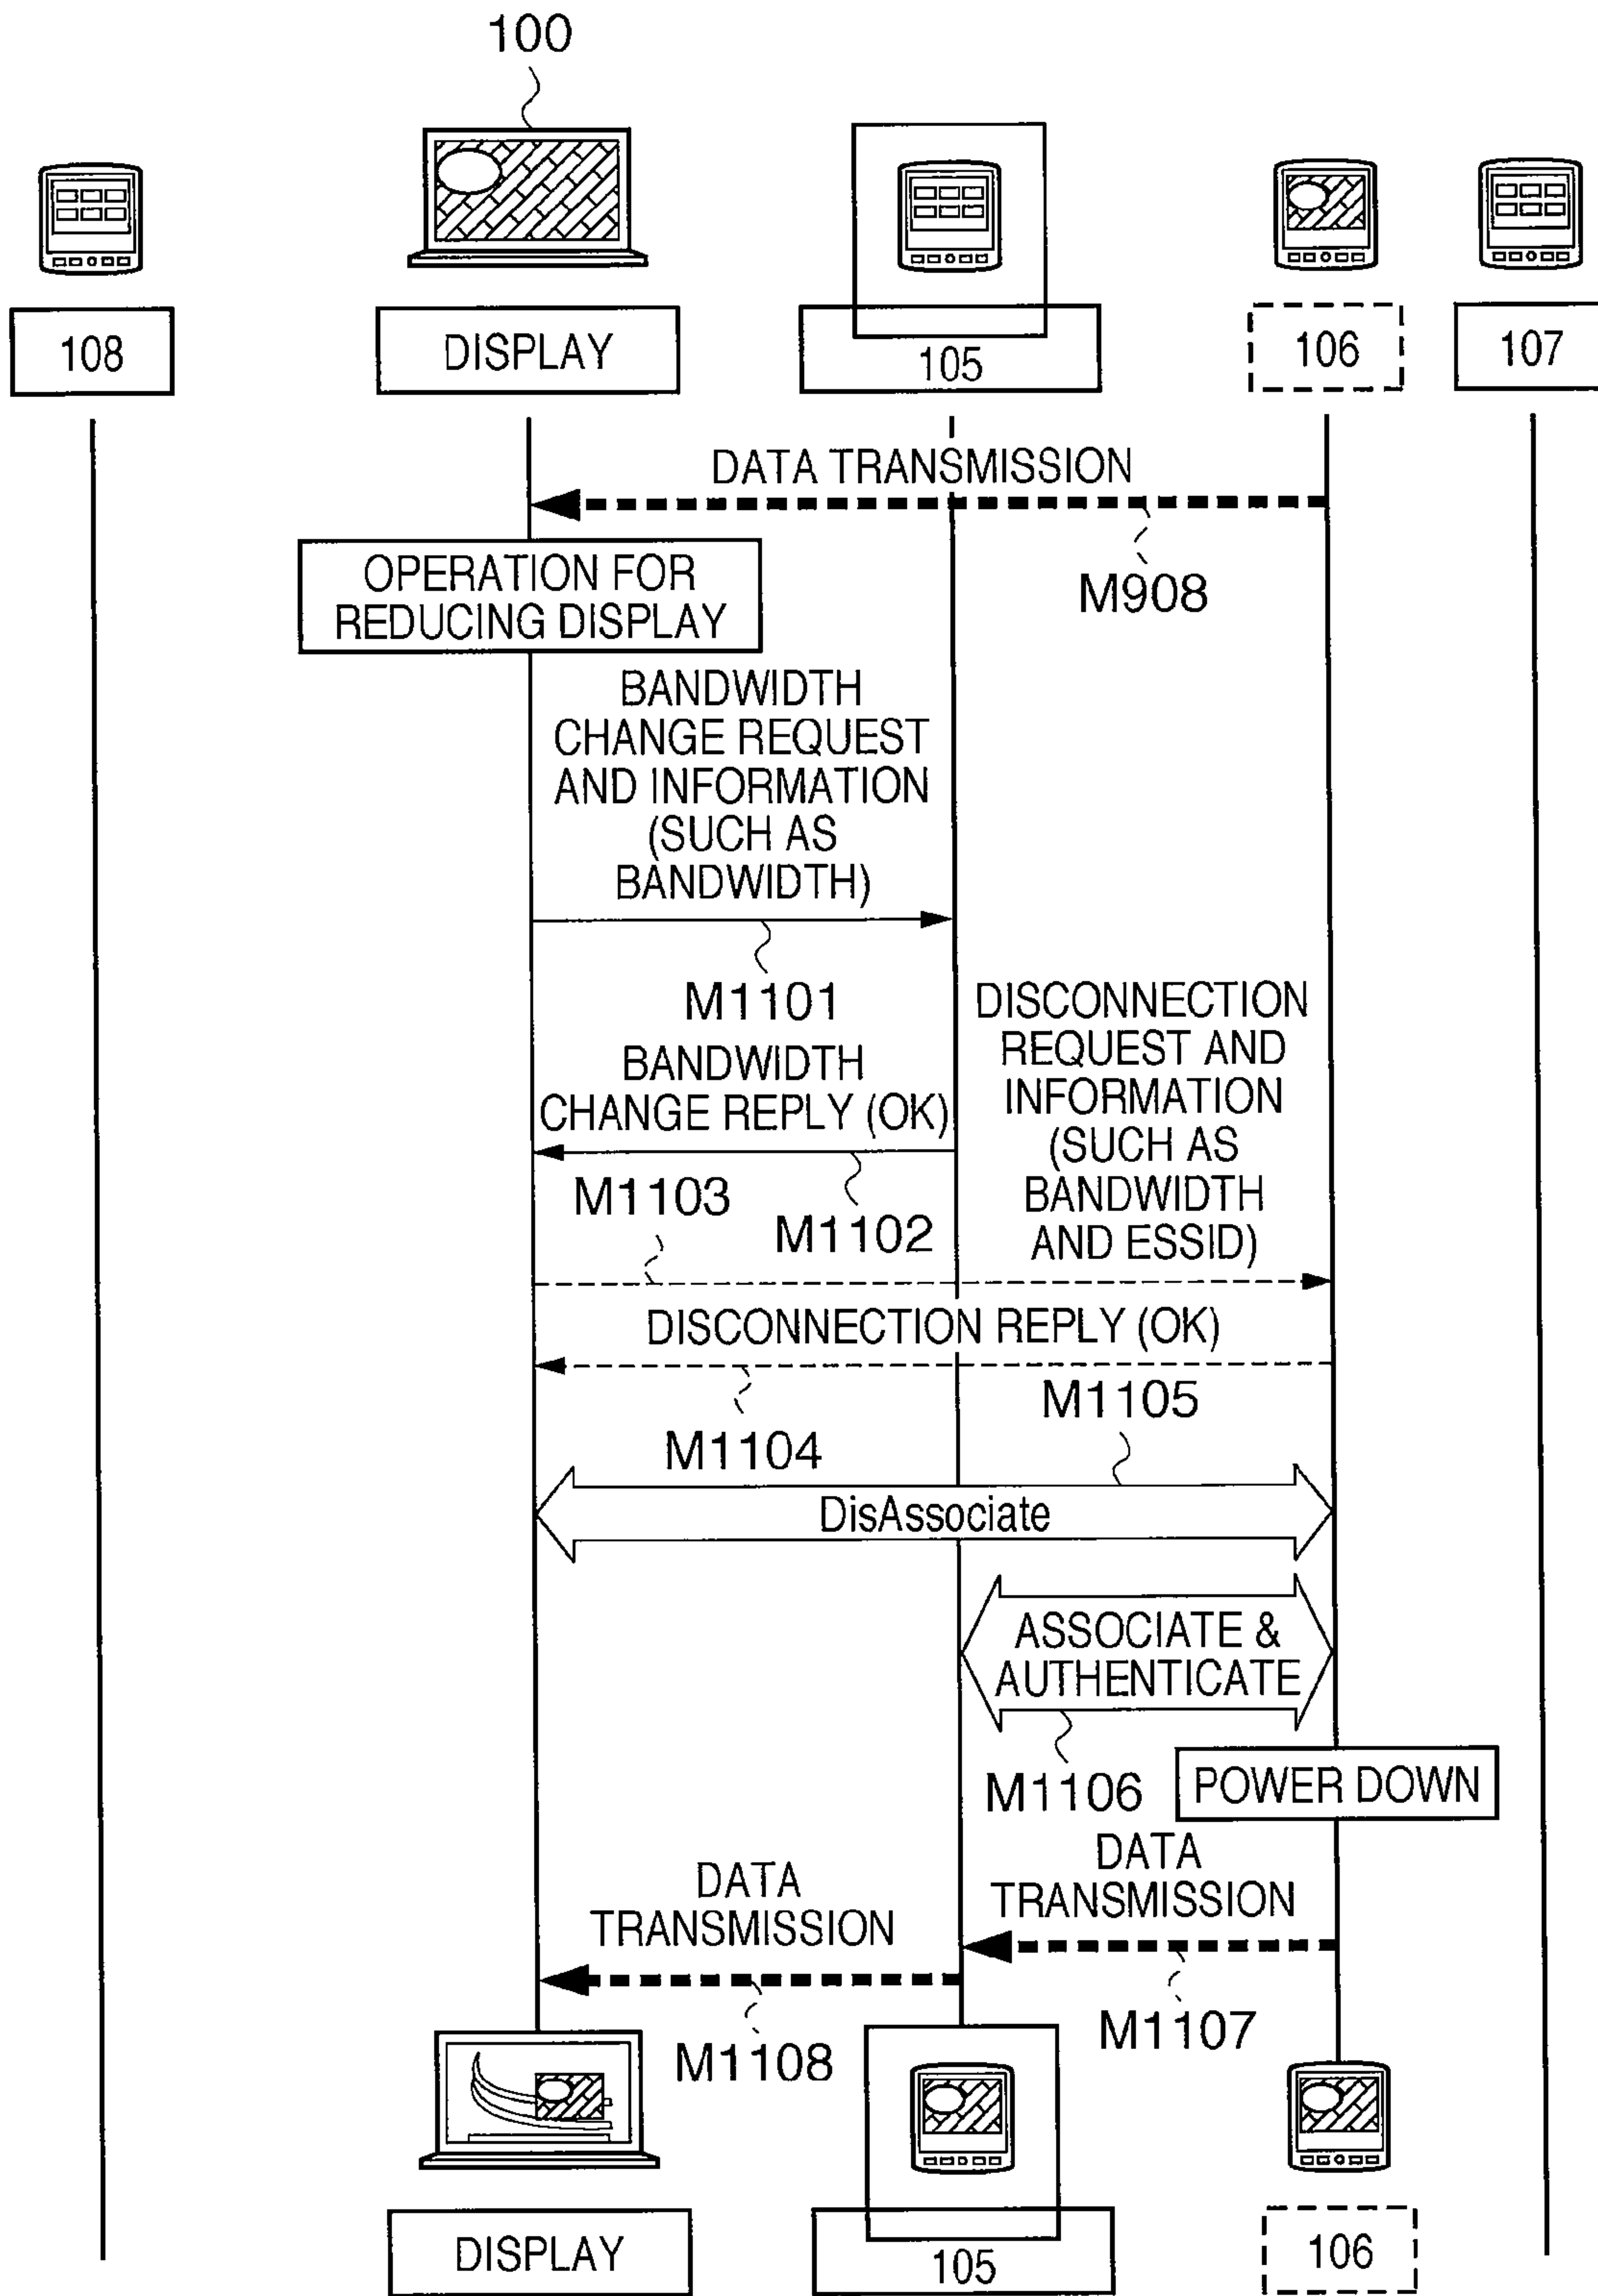 100
108
DISPLAY
105
106
107
DATA TRANSMISSION
M908
OPERATION FOR
REDUCING DISPLAY
BANDWIDTH
CHANGE REQUEST
AND INFORMATION
(SUCH AS
BANDWIDTH)
M1101
BANDWIDTH
CHANGE REPLY (OK)
M1102
DISCONNECTION
REQUEST AND
INFORMATION
(SUCH AS
BANDWIDTH
AND ESSID)
M1103
DISCONNECTION REPLY (OK)
M1104
M1105
DisAssociate
ASSOCIATE &
AUTHENTICATE
M1106
POWER DOWN
DATA
TRANSMISSION
M1107
DATA
TRANSMISSION
M1108
DISPLAY
105
106